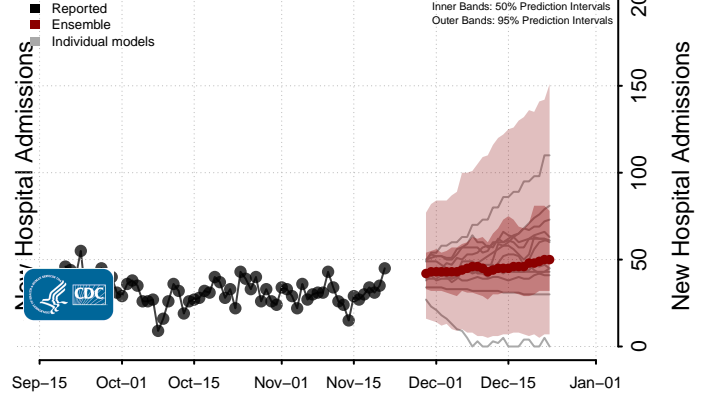 Reported
Ensemble
Individual models
Inner Bands: 50% Prediction Intervals
Outer Bands: 95% Prediction Intervals
New Hospital Admissions
CDC
0
50
100
150
New Hospital Admissions
Sep–15
Oct–01
Oct–15
Nov–01
Nov–15
Dec–01
Dec–15
Jan–01